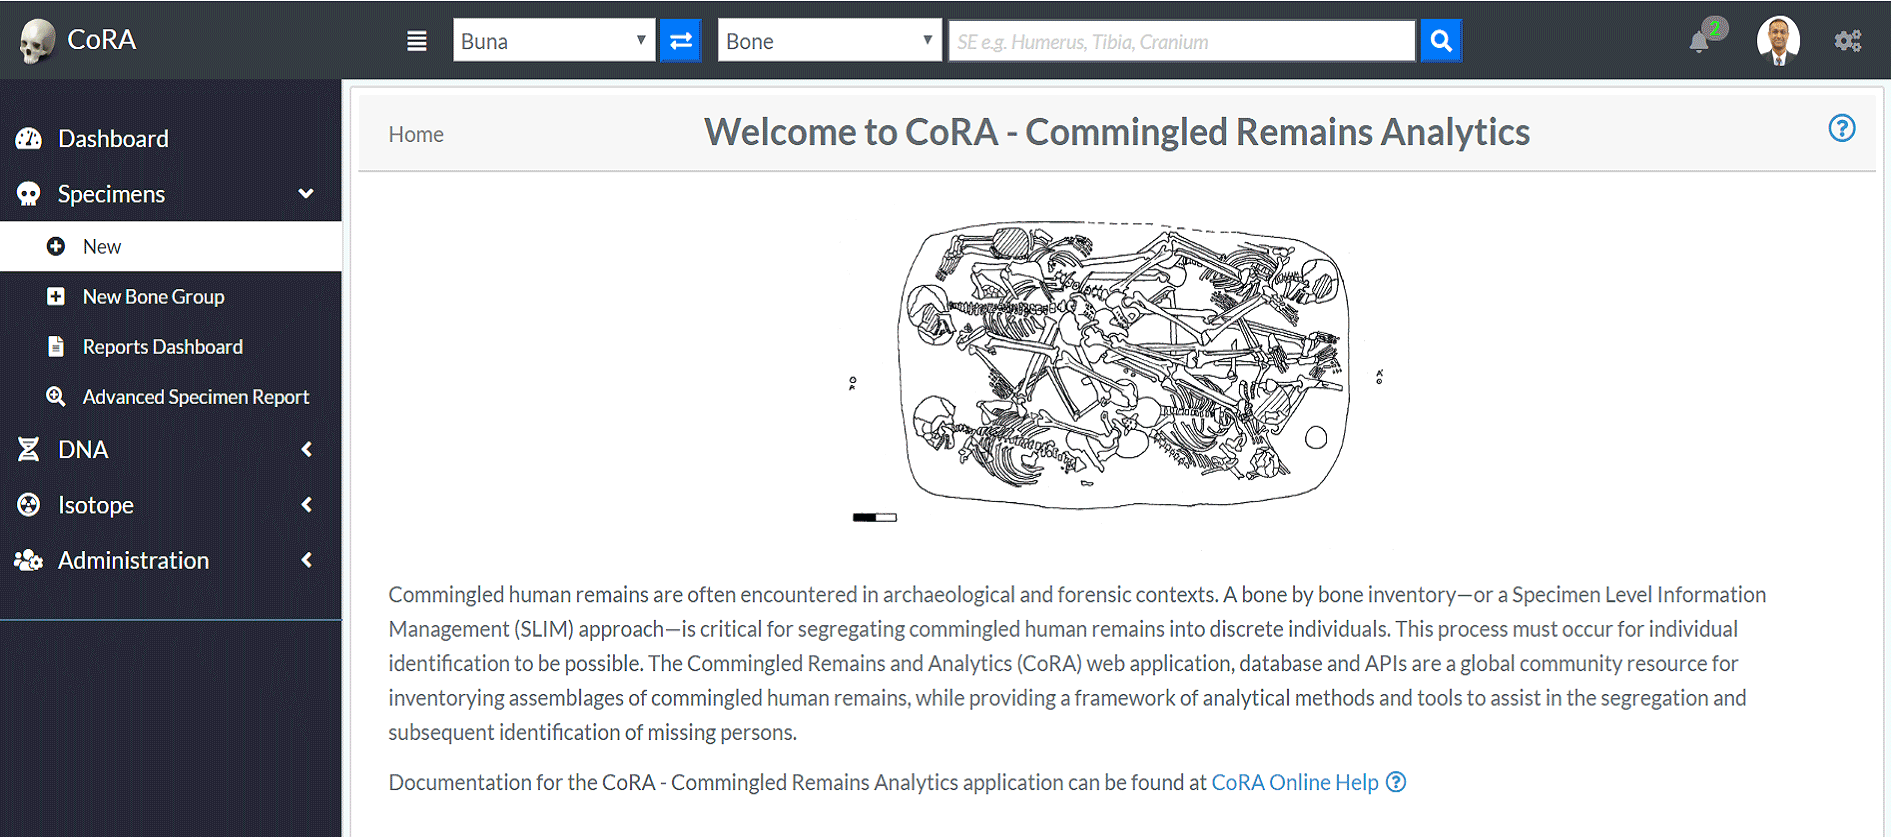 CoRA
Buna
Bone
SE e.g. Humerus, Tibia, Cranium
2
Dashboard
Specimens
New
New Bone Group
Reports Dashboard
Advanced Specimen Report
DNA
Isotope
Administration
Home
Welcome to CoRA - Commingled Remains Analytics
A
A'
Commingled human remains are often encountered in archaeological and forensic contexts. A bone by bone inventory—or a Specimen Level Information
Management (SLIM) approach—is critical for segregating commingled human remains into discrete individuals. This process must occur for individual
identification to be possible. The Commingled Remains and Analytics (CoRA) web application, database and APIs are a global community resource for
inventorying assemblages of commingled human remains, while providing a framework of analytical methods and tools to assist in the segregation and
subsequent identification of missing persons.
Documentation for the CoRA - Commingled Remains Analytics application can be found at CoRA Online Help